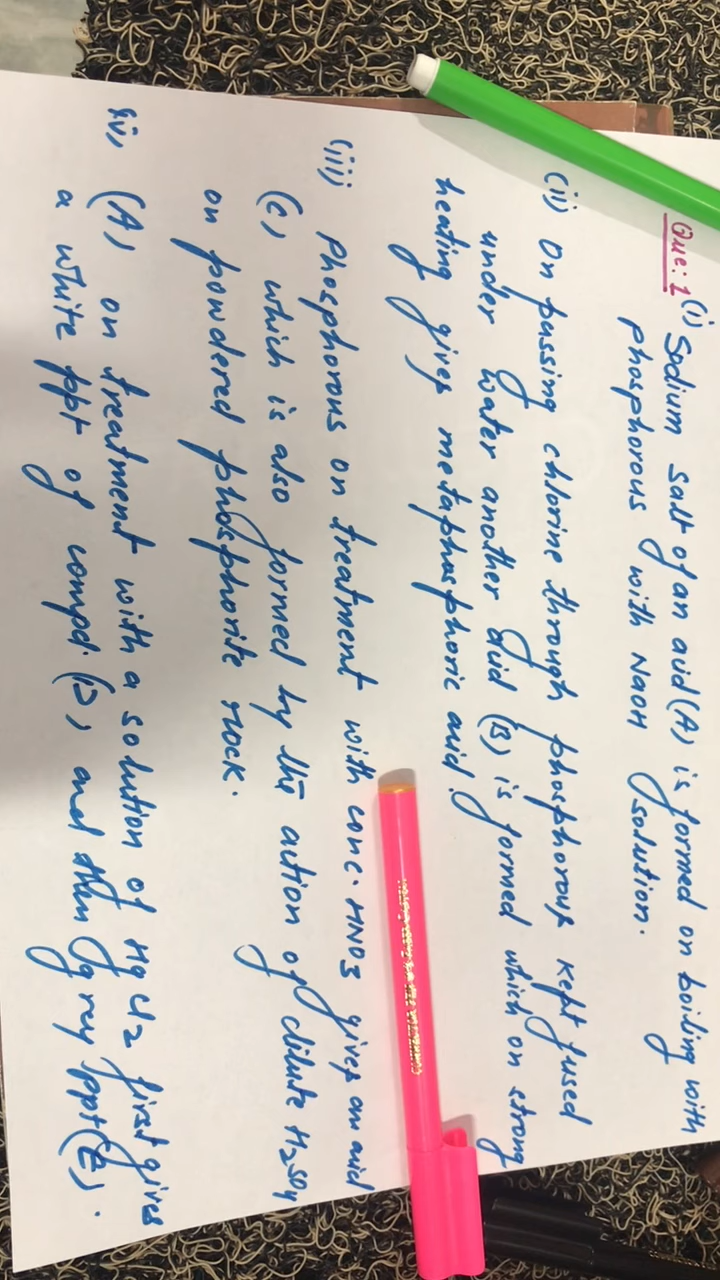 Que: 1 (i) Sodium salt of an acid (A) is formed on boiling with
phosphorous with NaOH solution.
(ii) On passing chlorine through phosphorous kept fused
under water another acid (B) is formed which on strong
heating gives metaphosphoric acid.
(iii) Phosphorous on treatment with conc. HNO3 gives an acid
(C) which is also formed by the action of dilute H2SO4
on powdered phosphorite rock.
iv, (A) on treatment with a solution of HgCl2 first gives
a white ppt of compd (D) and then gray ppt (E).